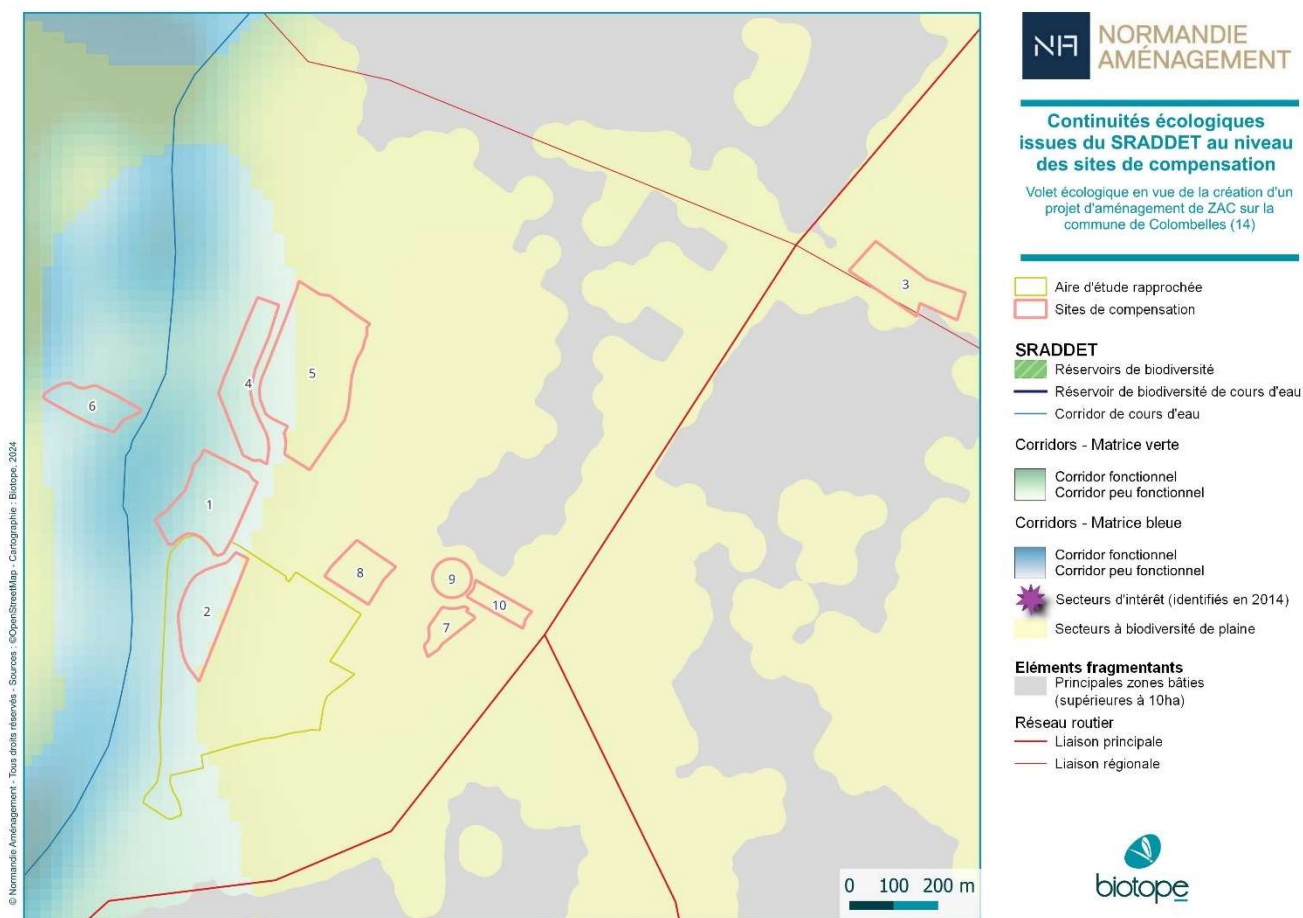 NA
NORMANDIE
AMÉNAGEMENT
Continuités écologiques
issues du SRADDET au niveau
des sites de compensation
Volet écologique en vue de la création d'un
projet d'aménagement de ZAC sur la
commune de Colombelles (14)
Aire d'étude rapprochée
Sites de compensation
SRADDET
Réservoirs de biodiversité
Réservoir de biodiversité de cours d'eau
Corridor de cours d'eau
Corridors - Matrice verte
Corridor fonctionnel
Corridor peu fonctionnel
Corridors - Matrice bleue
Corridor fonctionnel
Corridor peu fonctionnel
Secteurs d'intérêt (identifiés en 2014)
Secteurs à biodiversité de plaine
Eléments fragmentants
Principales zones bâties
(supérieures à 10ha)
Réseau routier
Liaison principale
Liaison régionale
biotope
3
5
4
6
1
8
9
10
2
7
0 100 200 m
© Normandie Aménagement - Tous droits réservés - Sources : ©OpenStreetMap - Cartographie : Biotope, 2024